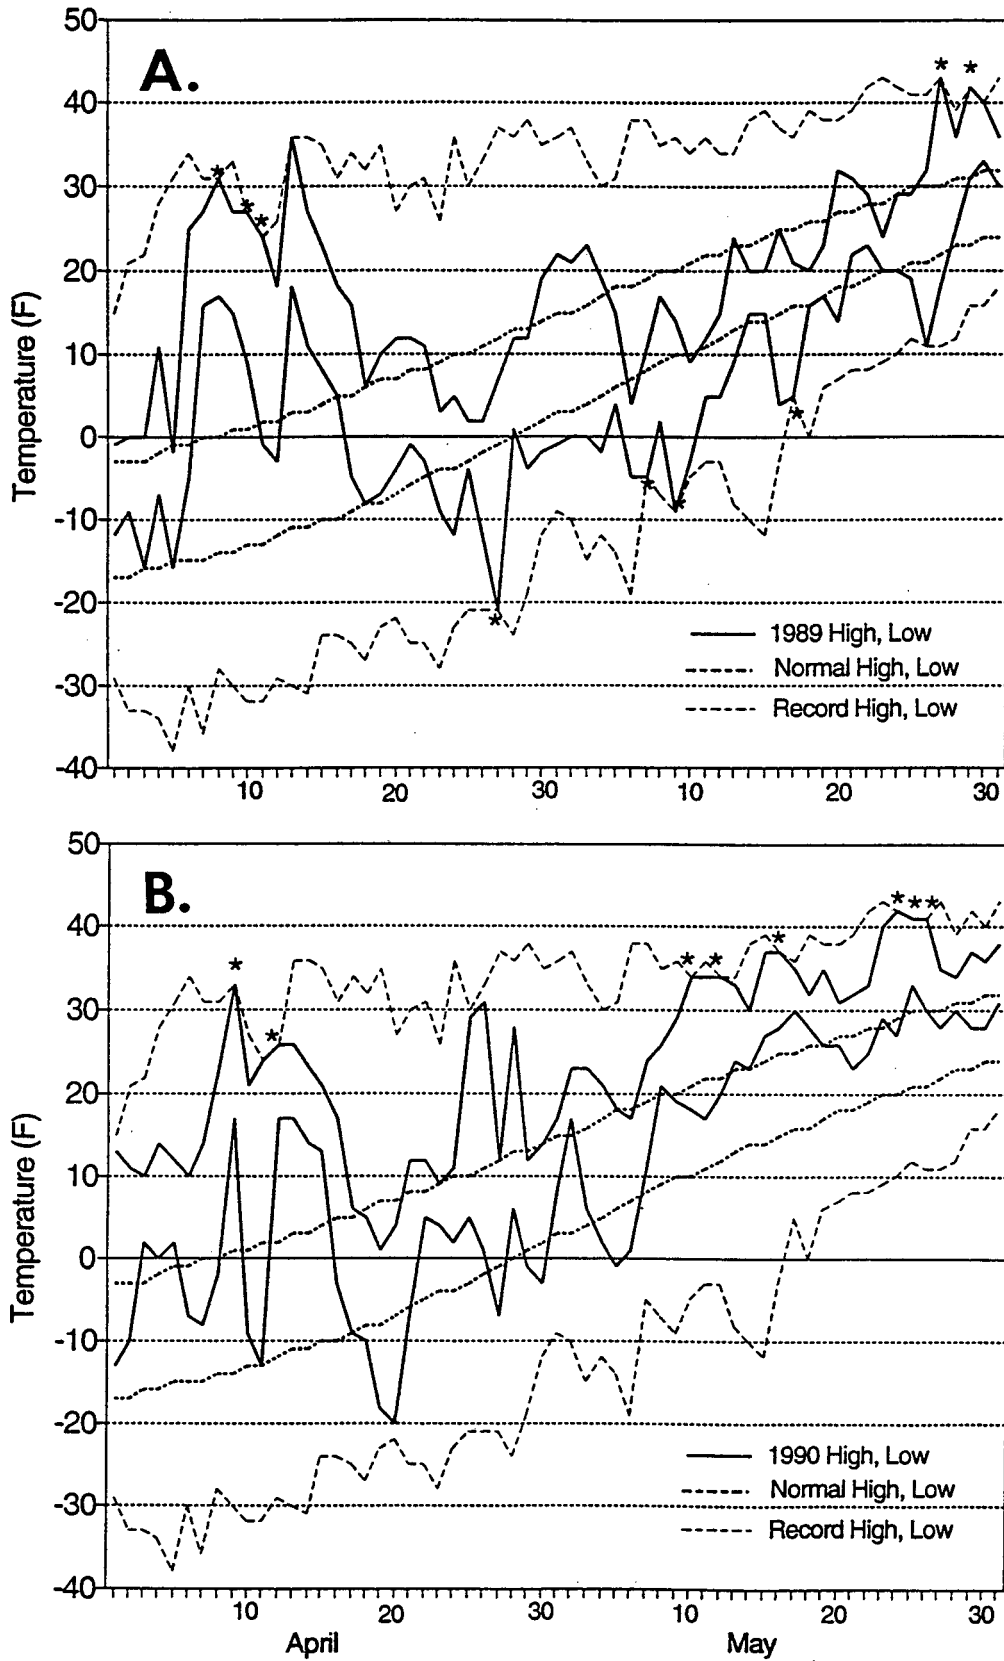 A.
Temperature (F)
50
40
30
20
10
0
-10
-20
-30
-40
* * * * * * * * * *
1989 High, Low
Normal High, Low
Record High, Low
10 20 30 10 20 30
B.
Temperature (F)
50
40
30
20
10
0
-10
-20
-30
-40
* * * * * * * *
1990 High, Low
Normal High, Low
Record High, Low
10 20 30 10 20 30
April May